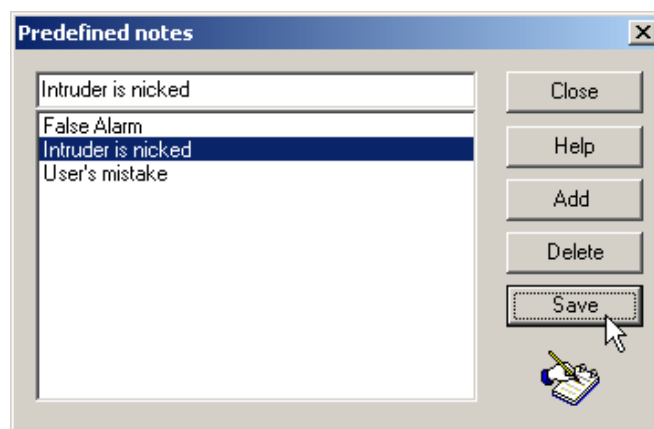 Predefined notes
Intruder is nicked
False Alarm
Intruder is nicked
User's mistake
Close
Help
Add
Delete
Save